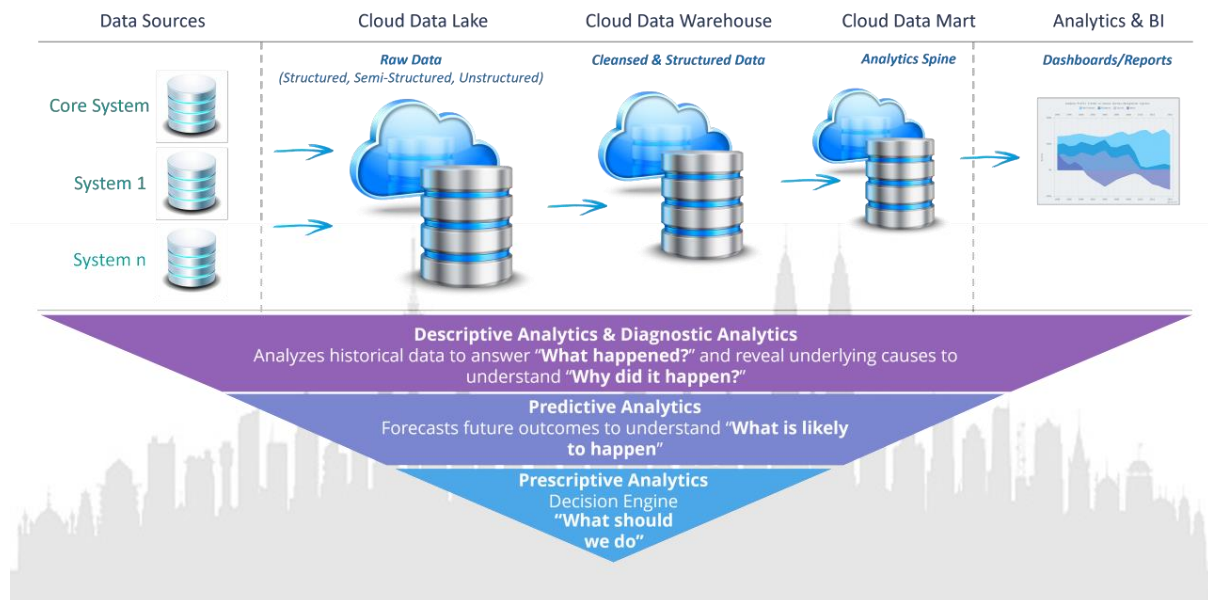 Data Sources
Cloud Data Lake
Cloud Data Warehouse
Cloud Data Mart
Analytics & BI
Raw Data
(Structured, Semi-Structured, Unstructured)
Cleansed & Structured Data
Analytics Spine
Dashboards/Reports
Core System
System 1
System n
Descriptive Analytics & Diagnostic Analytics
Analyzes historical data to answer “What happened?” and reveal underlying causes to
understand “Why did it happen?”
Predictive Analytics
Forecasts future outcomes to understand “What is likely
to happen”
Prescriptive Analytics
Decision Engine
“What should
we do”